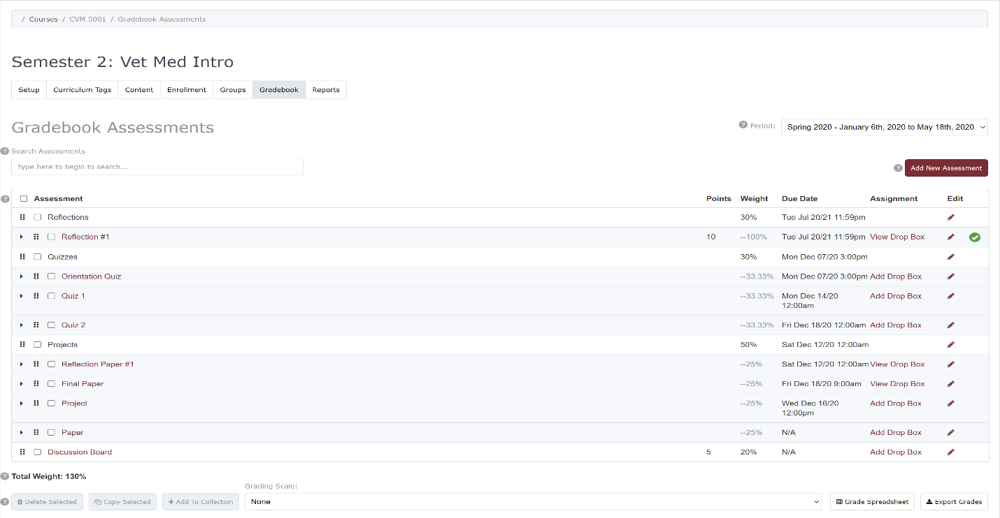 / Courses / CVM 5001 / Gradebook Assessments
Semester 2: Vet Med Intro
Setup Curriculum Tags Content Enrollment Groups Gradebook Reports
Gradebook Assessments
? Period: Spring 2020 - January 6th, 2020 to May 18th, 2020
? Search Assessments
Type here to begin to search...
? Add New Assessment
? Assessment Points Weight Due Date Assignment Edit
Reflections 30% Tue Jul 20/21 11:59pm
Reflection #1 10 --100% Tue Jul 20/21 11:59pm View Drop Box
Quizzes 30% Mon Dec 07/20 3:00pm
Orientation Quiz --33.33% Mon Dec 07/20 3:00pm Add Drop Box
Quiz 1 --33.33% Mon Dec 14/20 Add Drop Box
12:00am
Quiz 2 --33.33% Fri Dec 18/20 12:00am Add Drop Box
Projects 50% Sat Dec 12/20 12:00am
Reflection Paper #1 --25% Sat Dec 12/20 12:00am View Drop Box
Final Paper --25% Fri Dec 18/20 9:00am View Drop Box
Project --25% Wed Dec 16/20 Add Drop Box
12:00pm
Paper --25% N/A Add Drop Box
Discussion Board 5 20% N/A Add Drop Box
? Total Weight: 130%
Grading Scale:
? Delete Selected Copy Selected + Add To Collection None Grade Spreadsheet Export Grades